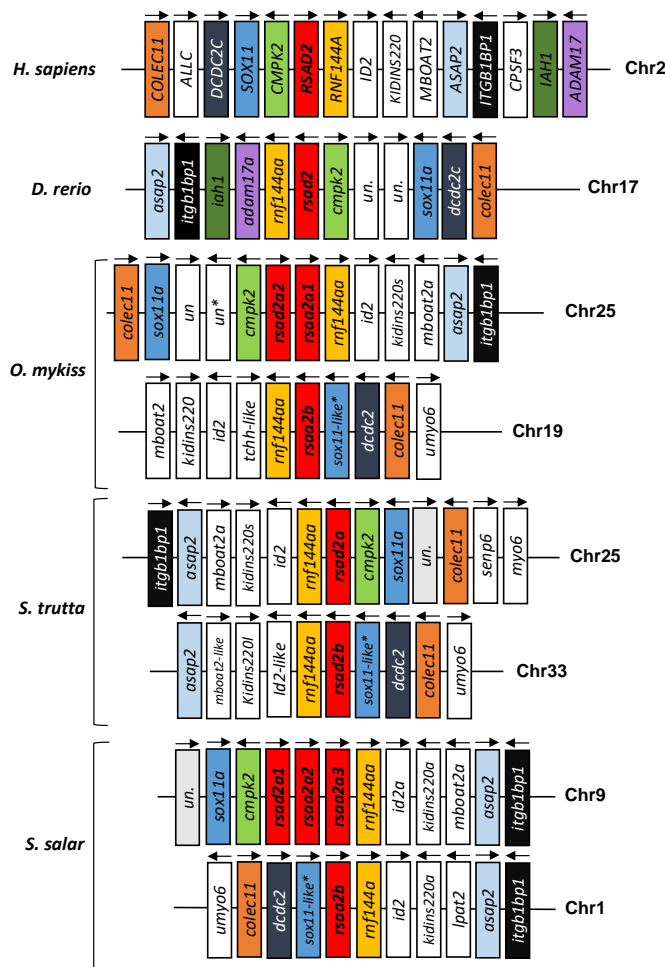 H. sapiens
COLEC11 ALLC DCDC2C SOX11 CMPK2 RSAD2 RNF144A ID2 KIDINS220 MBOAT2 ASAP2 ITGB1BP1 CPSF3 IAH1 ADAM17
Chr2
D. rerio
asap2 itgb1bp1 iah1 adam17a rnf144aa rsad2 cmpk2 un. un. sox11a dcdc2c colec11
Chr17
O. mykiss
colec11 sox11a un un* cmpk2 rsad2a2 rsaa2a1 rnf144aa id2 kidins220s mboat2a asap2 itgb1bp1
Chr25
mboat2 kidins220 id2 tchh-like rnf144aa rsaa2b sox11-like* dcdc2 colec11 umyo6
Chr19
S. trutta
itgb1bp1 asap2 mboat2a kidins220s id2 rnf144aa rsad2a cmpk2 sox11a un. colec11 senp6 myo6
Chr25
asap2 mboat2-like Kidins220l Id2-like rnf144aa rsad2b sox11-like* dcdc2 colec11 umyo6
Chr33
S. salar
un. sox11a cmpk2 rsad2a1 rsaa2a2 rsaa2a3 rnf144aa id2a kidins220a mboat2a asap2 itgb1bp1
Chr9
umyo6 colec11 dcdc2 sox11-like* rsaa2b rnf144a id2 kidins220a lpat2 asap2 itgb1bp1
Chr1